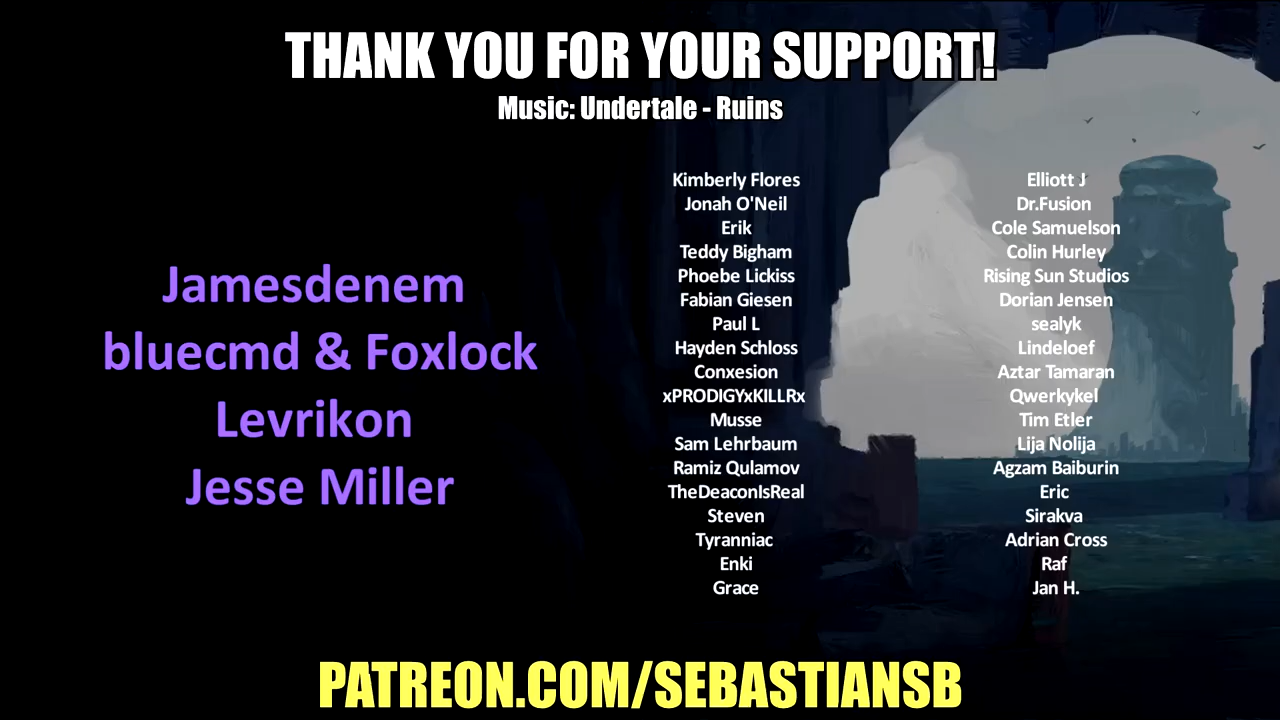 THANK YOU FOR YOUR SUPPORT!
Music: Undertale - Ruins
Jamesdenem
bluecmd & Foxlock
Levrikon
Jesse Miller
Kimberly Flores
Jonah O'Neil
Erik
Teddy Bigham
Phoebe Lickiss
Fabian Giesen
Paul L
Hayden Schloss
Conxesion
xPRODIGYxKILLRx
Musse
Sam Lehrbaum
Ramiz Qulamov
TheDeaconIsReal
Steven
Tyranniac
Enki
Grace
Elliott J
Dr.Fusion
Cole Samuelson
Colin Hurley
Rising Sun Studios
Dorian Jensen
sealyk
Lindeloef
Aztar Tamaran
Qwerkykel
Tim Etler
Lija Nolija
Agzam Baiburin
Eric
Sirakva
Adrian Cross
Raf
Jan H.
PATREON.COM/SEBASTIANSB